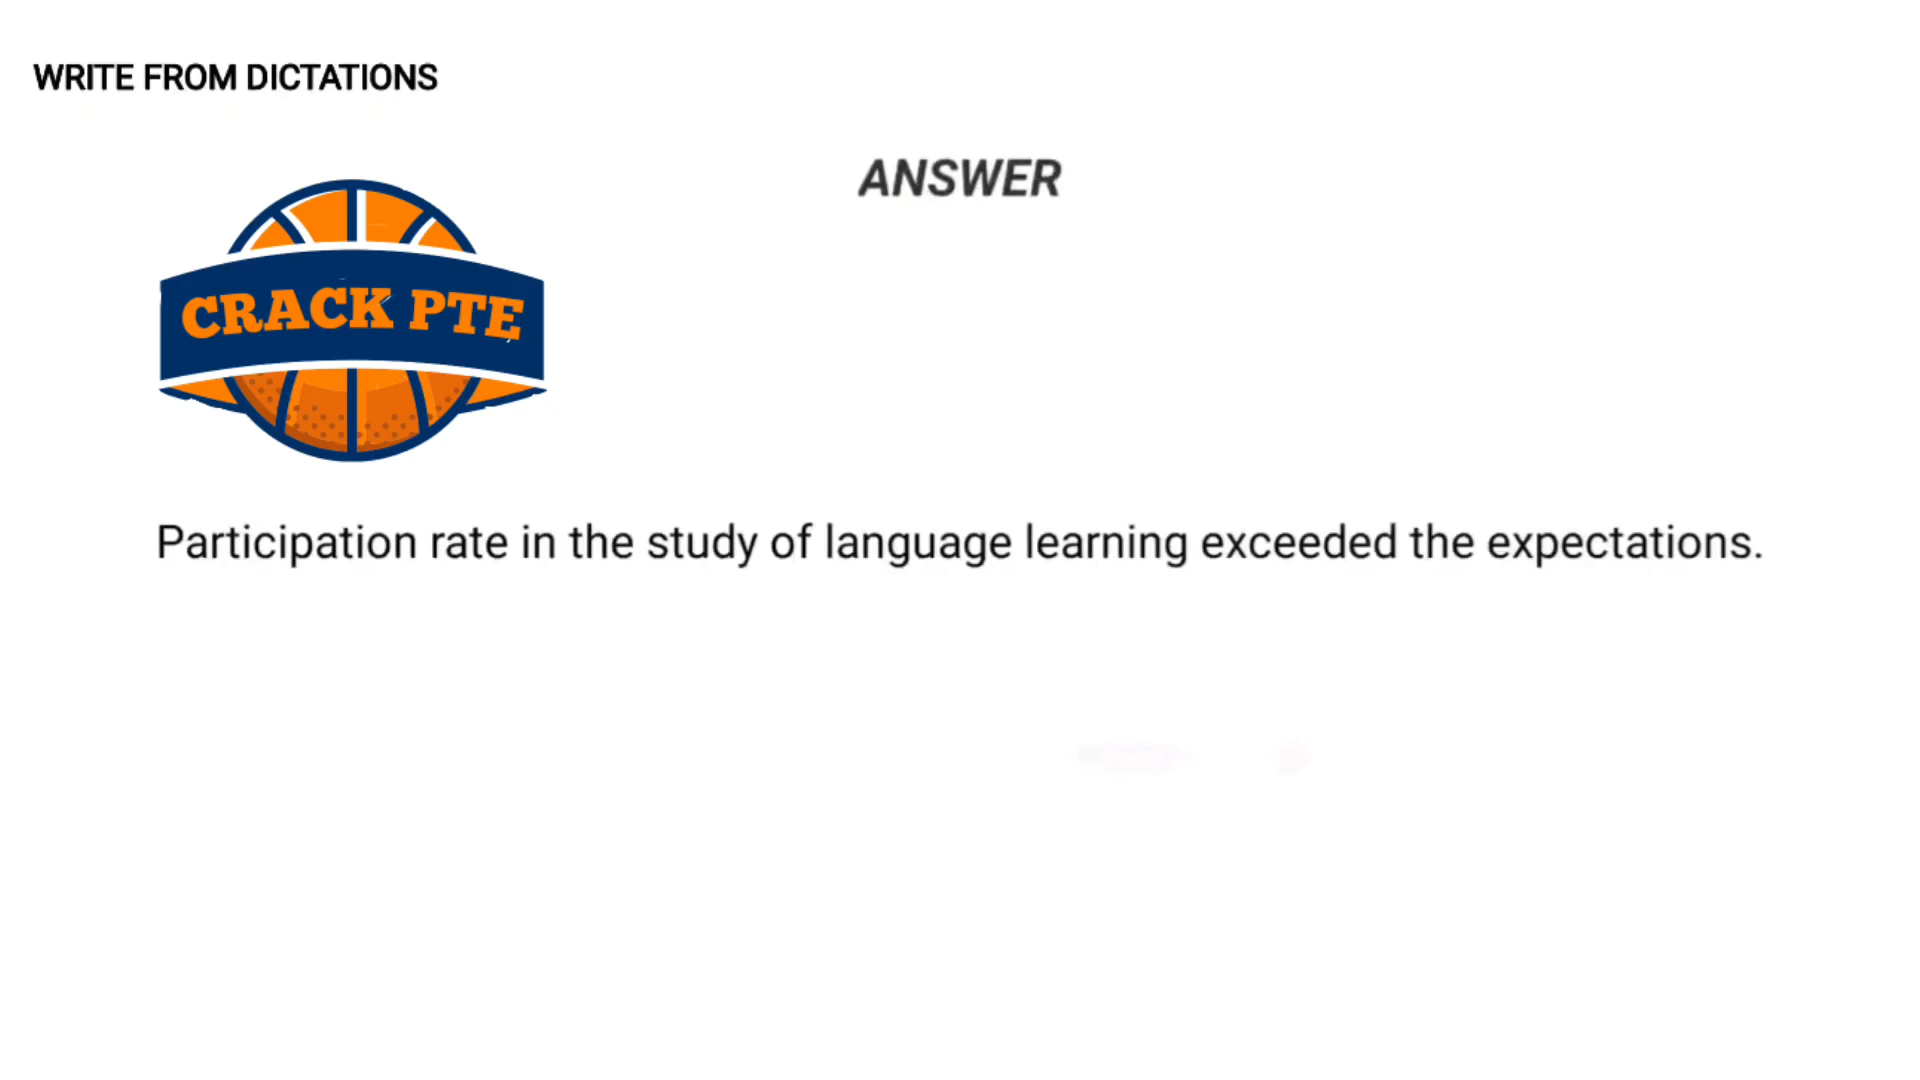 WRITE FROM DICTATIONS
ANSWER
CRACK PTE
Participation rate in the study of language learning exceeded the expectations.